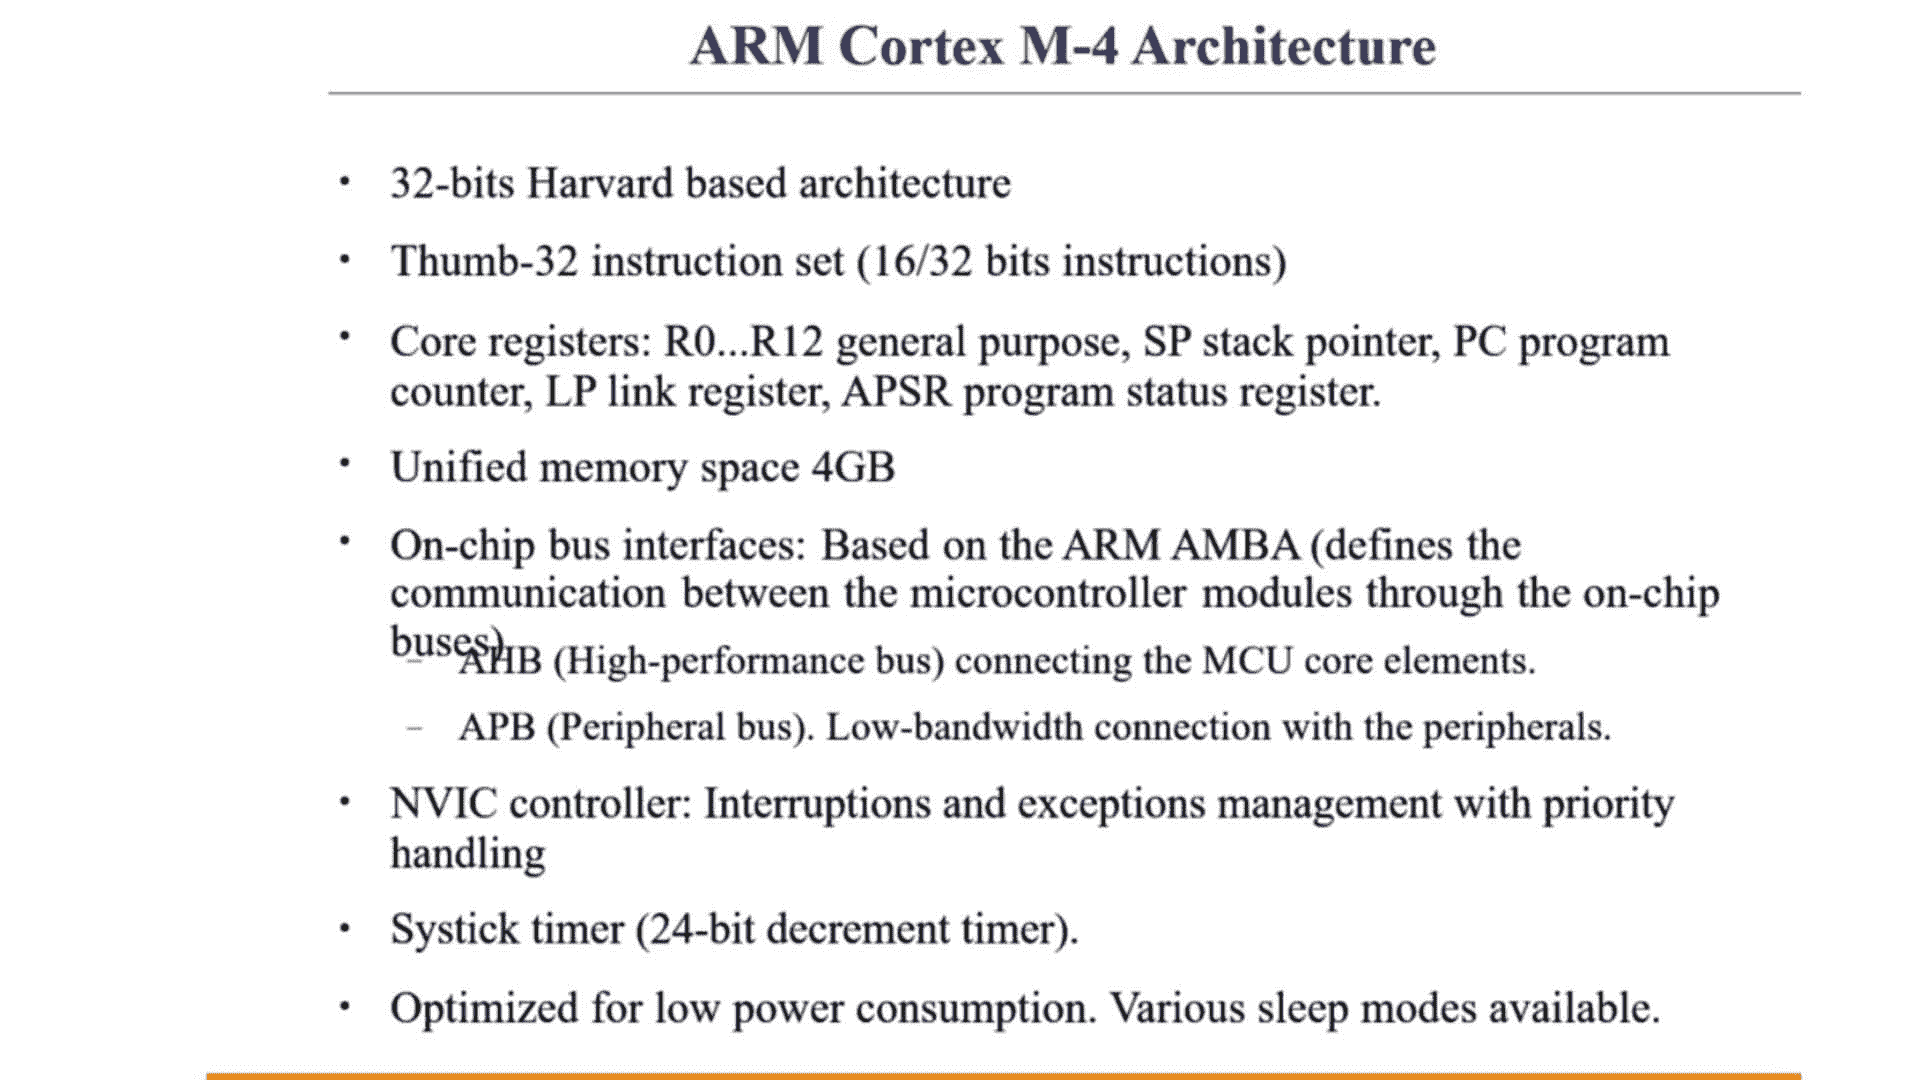 ARM Cortex M-4 Architecture
• 32-bits Harvard based architecture
• Thumb-32 instruction set (16/32 bits instructions)
• Core registers: R0...R12 general purpose, SP stack pointer, PC program
counter, LP link register, APSR program status register.
• Unified memory space 4GB
• On-chip bus interfaces: Based on the ARM AMBA (defines the
communication between the microcontroller modules through the on-chip
buses)
– AHB (High-performance bus) connecting the MCU core elements.
– APB (Peripheral bus). Low-bandwidth connection with the peripherals.
• NVIC controller: Interruptions and exceptions management with priority
handling
• Systick timer (24-bit decrement timer).
• Optimized for low power consumption. Various sleep modes available.